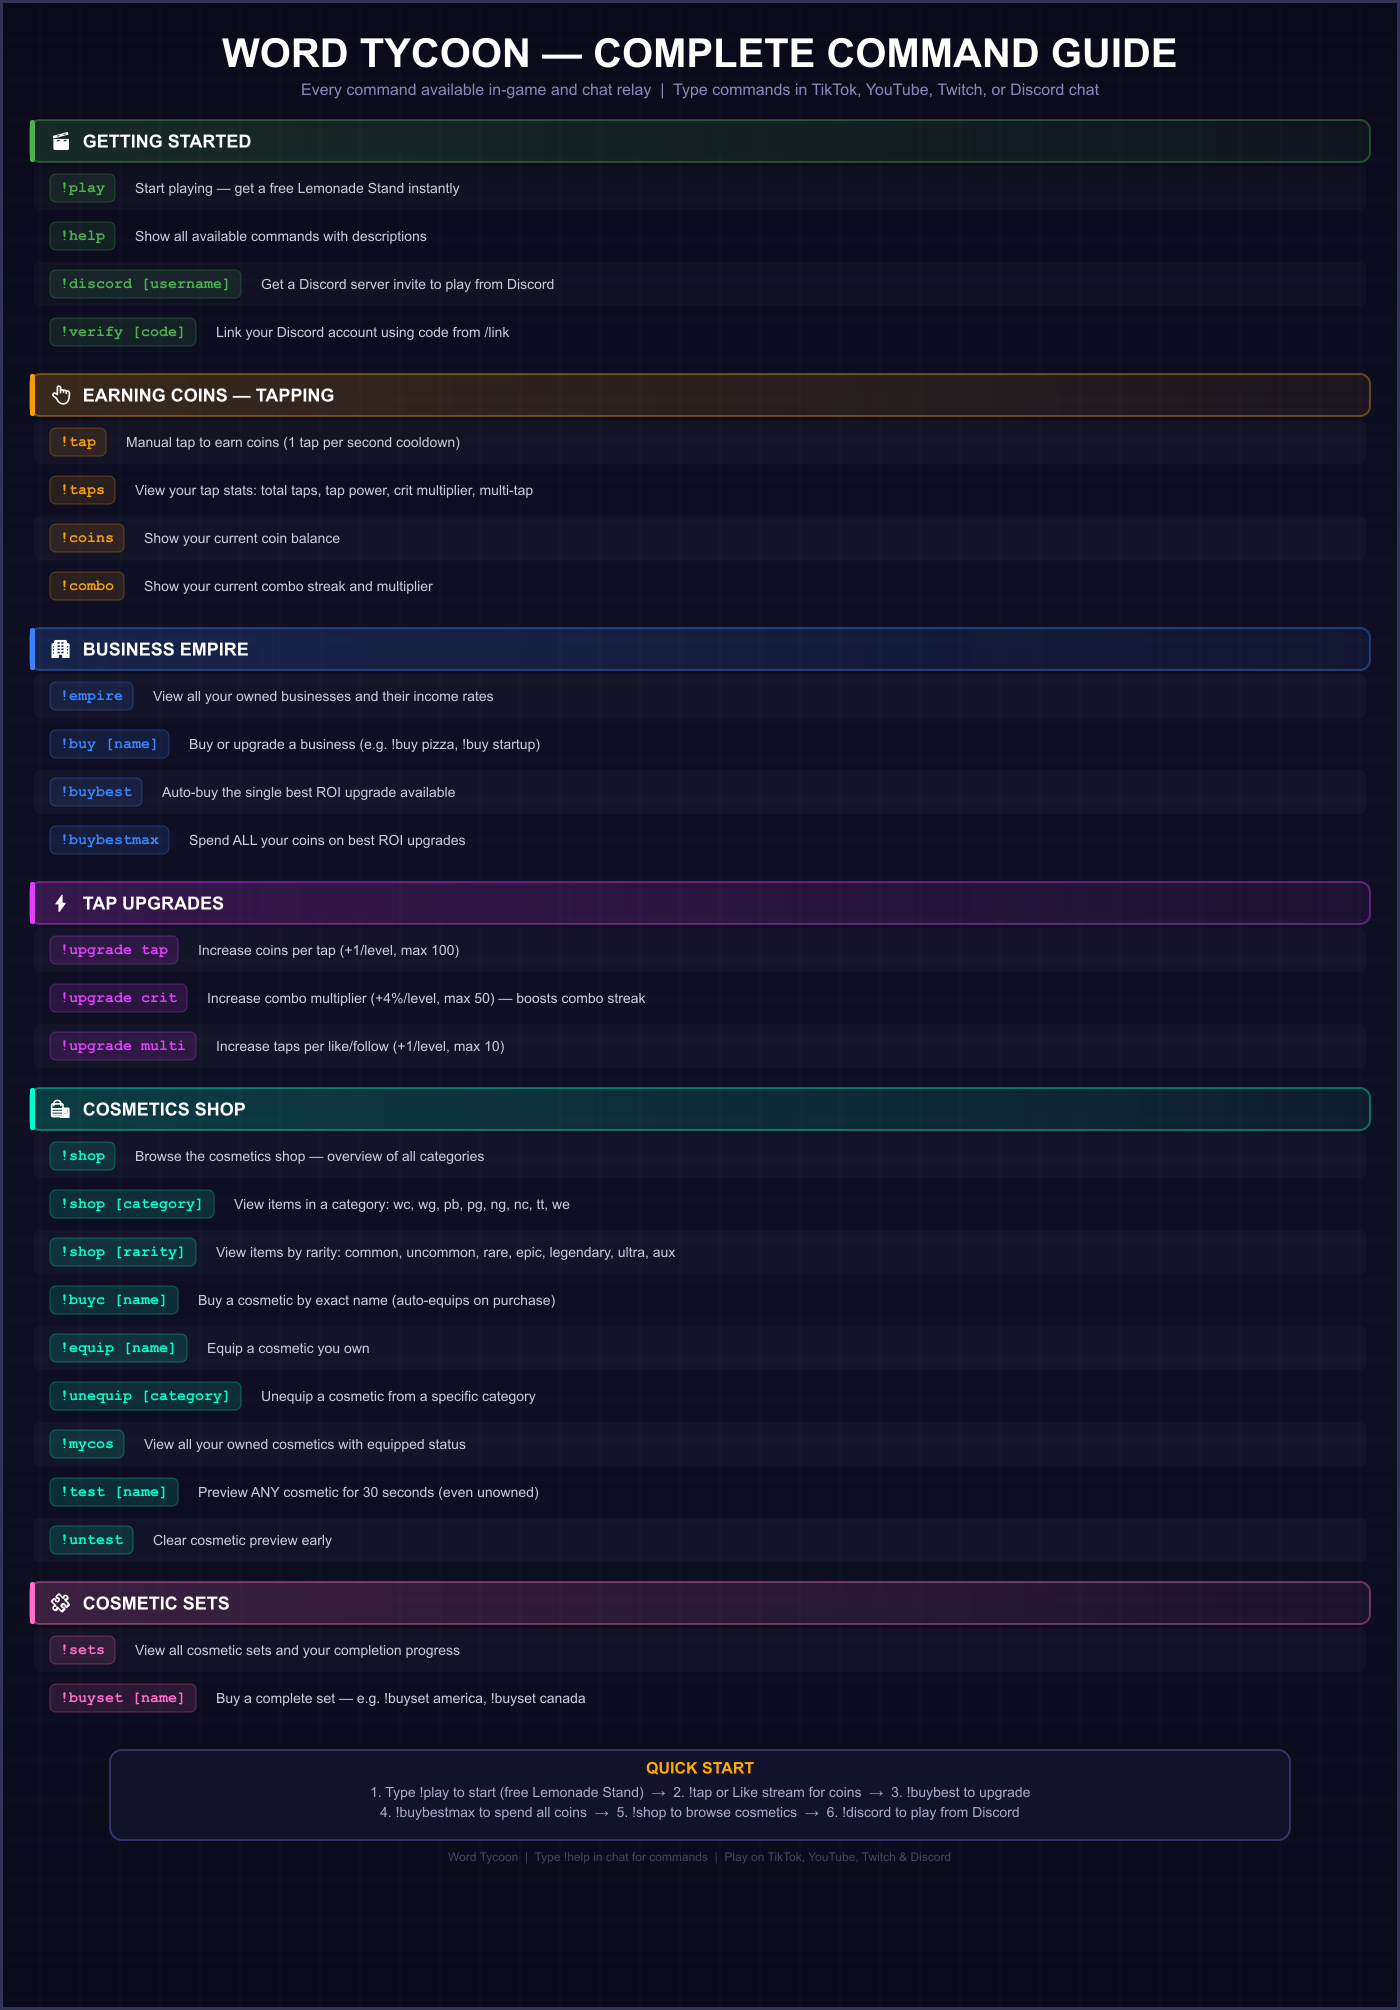 WORD TYCOON — COMPLETE COMMAND GUIDE
Every command available in-game and chat relay | Type commands in TikTok, YouTube, Twitch, or Discord chat
GETTING STARTED
!play Start playing — get a free Lemonade Stand instantly
!help Show all available commands with descriptions
!discord [username] Get a Discord server invite to play from Discord
!verify [code] Link your Discord account using code from /link
EARNING COINS — TAPPING
!tap Manual tap to earn coins (1 tap per second cooldown)
!taps View your tap stats: total taps, tap power, crit multiplier, multi-tap
!coins Show your current coin balance
!combo Show your current combo streak and multiplier
BUSINESS EMPIRE
!empire View all your owned businesses and their income rates
!buy [name] Buy or upgrade a business (e.g. !buy pizza, !buy startup)
!buybest Auto-buy the single best ROI upgrade available
!buybestmax Spend ALL your coins on best ROI upgrades
TAP UPGRADES
!upgrade tap Increase coins per tap (+1/level, max 100)
!upgrade crit Increase combo multiplier (+4%/level, max 50) — boosts combo streak
!upgrade multi Increase taps per like/follow (+1/level, max 10)
COSMETICS SHOP
!shop Browse the cosmetics shop — overview of all categories
!shop [category] View items in a category: wc, wg, pb, pg, ng, nc, tt, we
!shop [rarity] View items by rarity: common, uncommon, rare, epic, legendary, ultra, aux
!buyc [name] Buy a cosmetic by exact name (auto-equips on purchase)
!equip [name] Equip a cosmetic you own
!unequip [category] Unequip a cosmetic from a specific category
!mycos View all your owned cosmetics with equipped status
!test [name] Preview ANY cosmetic for 30 seconds (even unowned)
!untest Clear cosmetic preview early
COSMETIC SETS
!sets View all cosmetic sets and your completion progress
!buyset [name] Buy a complete set — e.g. !buyset america, !buyset canada
QUICK START
1. Type !play to start (free Lemonade Stand) → 2. !tap or Like stream for coins → 3. !buybest to upgrade
4. !buybestmax to spend all coins → 5. !shop to browse cosmetics → 6. !discord to play from Discord
Word Tycoon | Type !help in chat for commands | Play on TikTok, YouTube, Twitch & Discord